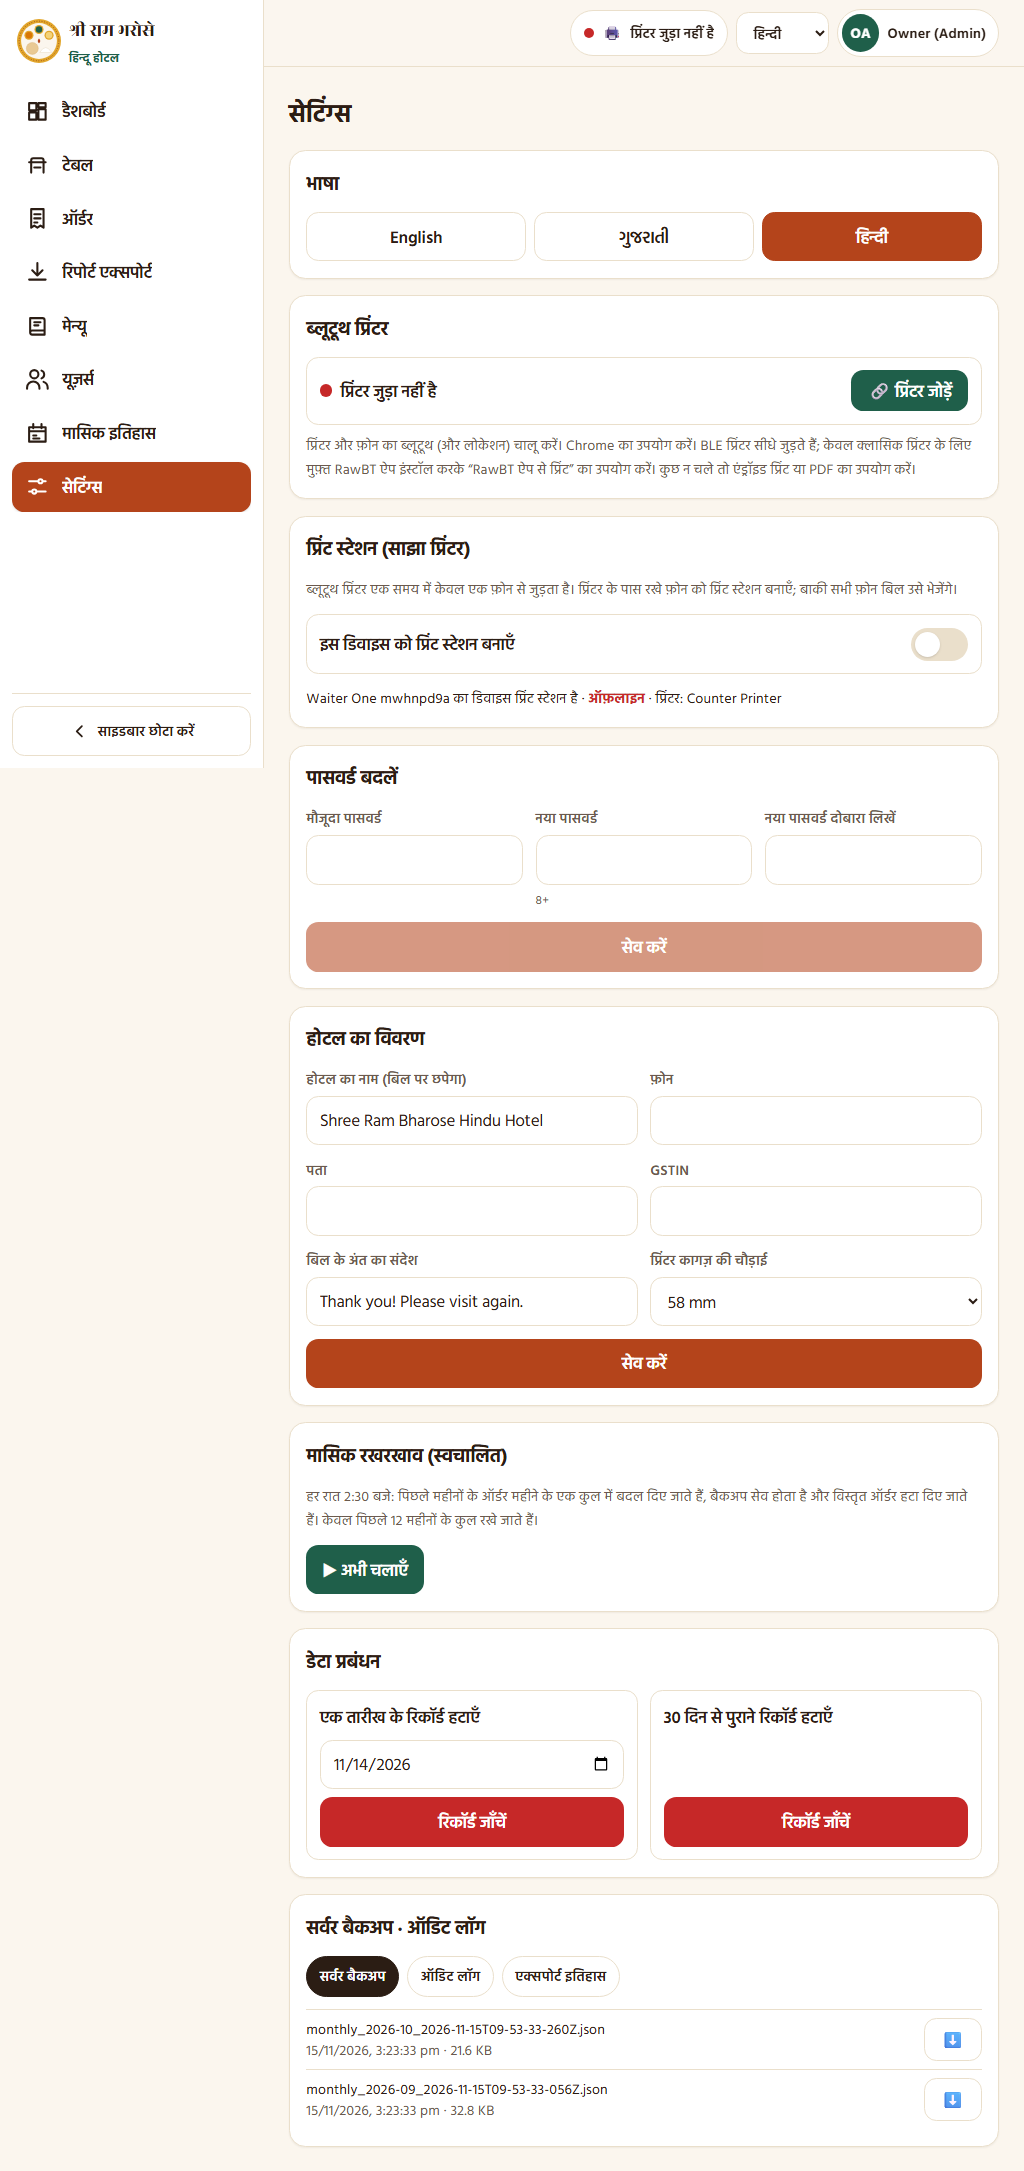 श्री राम भरोसे
हिन्दू होटल
डैशबोर्ड
टेबल
ऑर्डर
रिपोर्ट एक्सपोर्ट
मेन्यू
यूज़र्स
मासिक इतिहास
सेटिंग्स
साइडबार छोटा करें
प्रिंटर जुड़ा नहीं है
हिन्दी
OA Owner (Admin)
सेटिंग्स
भाषा
English
ગુજરાતી
हिन्दी
ब्लूटूथ प्रिंटर
प्रिंटर जुड़ा नहीं है
प्रिंटर जोड़ें
प्रिंटर और फ़ोन का ब्लूटूथ (और लोकेशन) चालू करें। Chrome का उपयोग करें। BLE प्रिंटर सीधे जुड़ते हैं; केवल क्लासिक प्रिंटर के लिए
मुफ़्त RawBT ऐप इंस्टॉल करके “RawBT ऐप से प्रिंट” का उपयोग करें। कुछ न चले तो एंड्रॉइड प्रिंट या PDF का उपयोग करें।
प्रिंट स्टेशन (साझा प्रिंटर)
ब्लूटूथ प्रिंटर एक समय में केवल एक फ़ोन से जुड़ता है। प्रिंटर के पास रखे फ़ोन को प्रिंट स्टेशन बनाएँ; बाकी सभी फ़ोन बिल उसे भेजेंगे।
इस डिवाइस को प्रिंट स्टेशन बनाएँ
Waiter One mwhnpd9a का डिवाइस प्रिंट स्टेशन है · ऑफ़लाइन · प्रिंटर: Counter Printer
पासवर्ड बदलें
मौजूदा पासवर्ड
नया पासवर्ड
नया पासवर्ड दोबारा लिखें
8+
सेव करें
होटल का विवरण
होटल का नाम (बिल पर छपेगा)
फ़ोन
Shree Ram Bharose Hindu Hotel
पता
GSTIN
बिल के अंत का संदेश
प्रिंटर कागज़ की चौड़ाई
Thank you! Please visit again.
58 mm
सेव करें
मासिक रखरखाव (स्वचालित)
हर रात 2:30 बजे: पिछले महीनों के ऑर्डर महीने के एक कुल में बदल दिए जाते हैं, बैकअप सेव होता है और विस्तृत ऑर्डर हटा दिए जाते
हैं। केवल पिछले 12 महीनों के कुल रखे जाते हैं।
▶ अभी चलाएँ
डेटा प्रबंधन
एक तारीख के रिकॉर्ड हटाएँ
11/14/2026
रिकॉर्ड जाँचें
30 दिन से पुराने रिकॉर्ड हटाएँ
रिकॉर्ड जाँचें
सर्वर बैकअप · ऑडिट लॉग
सर्वर बैकअप
ऑडिट लॉग
एक्सपोर्ट इतिहास
monthly_2026-10_2026-11-15T09-53-33-260Z.json
15/11/2026, 3:23:33 pm · 21.6 KB
monthly_2026-09_2026-11-15T09-53-33-056Z.json
15/11/2026, 3:23:33 pm · 32.8 KB